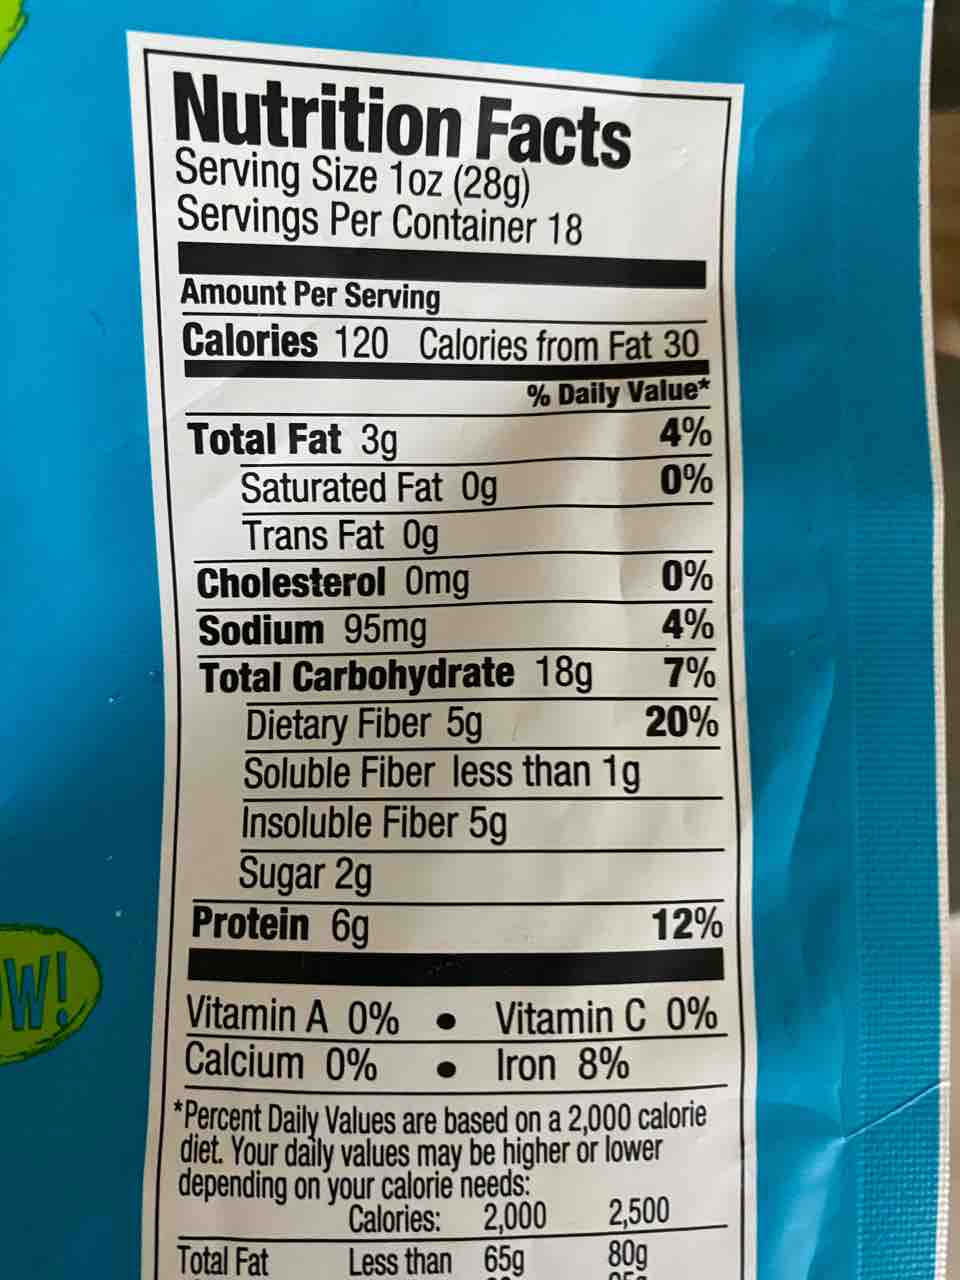 Nutrition Facts
Serving Size 1oz (28g)
Servings Per Container 18
Amount Per Serving
Calories 120 Calories from Fat 30
% Daily Value*
Total Fat 3g 4%
Saturated Fat 0g 0%
Trans Fat 0g
Cholesterol 0mg 0%
Sodium 95mg 4%
Total Carbohydrate 18g 7%
Dietary Fiber 5g 20%
Soluble Fiber less than 1g
Insoluble Fiber 5g
Sugar 2g
Protein 6g 12%
Vitamin A 0% • Vitamin C 0%
Calcium 0% • Iron 8%
*Percent Daily Values are based on a 2,000 calorie
diet. Your daily values may be higher or lower
depending on your calorie needs:
Calories: 2,000 2,500
Total Fat Less than 65g 80g